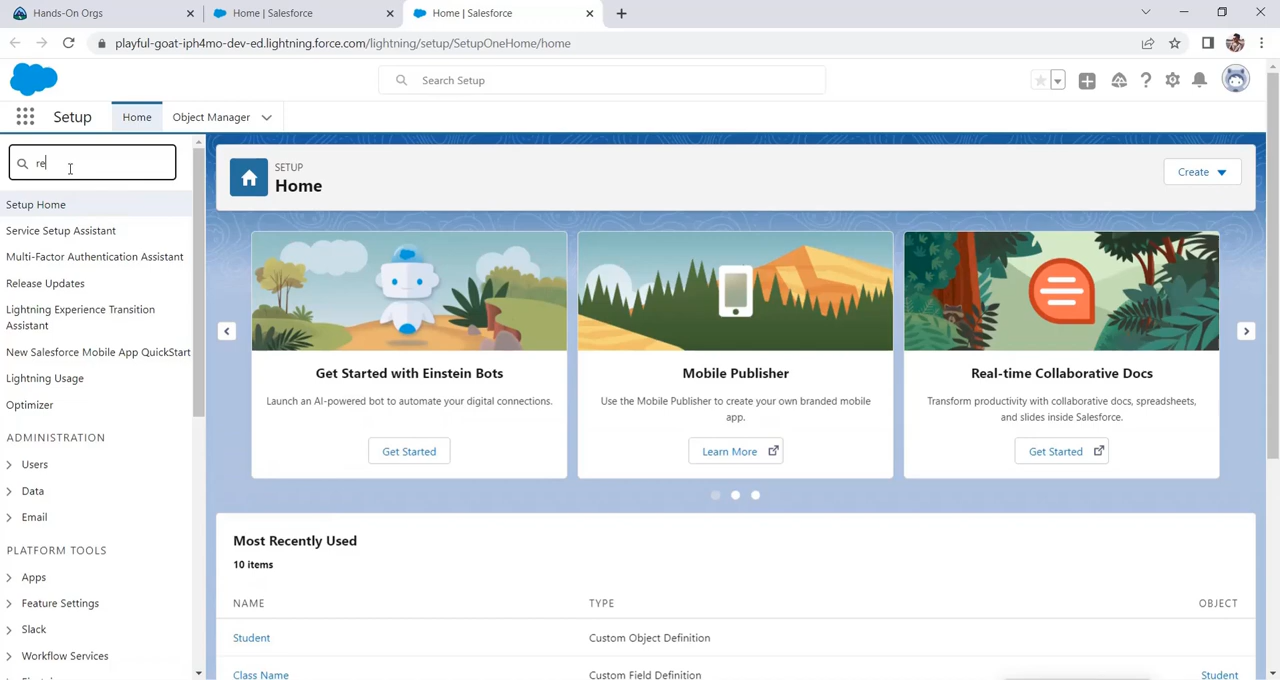 Hands-On Orgs
Home | Salesforce
Home | Salesforce
playful-goat-iph4mo-dev-ed.lightning.force.com/lightning/setup/SetupOneHome/home
Search Setup
Setup
Home
Object Manager
re
Setup Home
Service Setup Assistant
Multi-Factor Authentication Assistant
Release Updates
Lightning Experience Transition
Assistant
New Salesforce Mobile App QuickStart
Lightning Usage
Optimizer
ADMINISTRATION
Users
Data
Email
PLATFORM TOOLS
Apps
Feature Settings
Slack
Workflow Services
SETUP
Home
Create
Get Started with Einstein Bots
Launch an AI-powered bot to automate your digital connections.
Get Started
Mobile Publisher
Use the Mobile Publisher to create your own branded mobile
app.
Learn More
Real-time Collaborative Docs
Transform productivity with collaborative docs, spreadsheets,
and slides inside Salesforce.
Get Started
Most Recently Used
10 items
NAME TYPE OBJECT
Student Custom Object Definition
Class Name Custom Field Definition Student